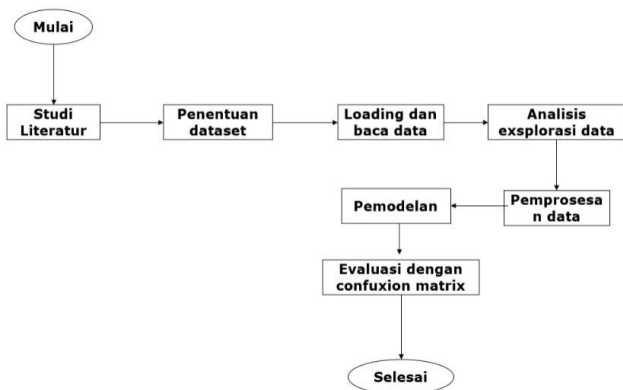 Mulai
Studi
Literatur
Penentuan
dataset
Loading dan
baca data
Analisis
exsplorasi data
Pemprosesa
n data
Pemodelan
Evaluasi dengan
confuxion matrix
Selesai